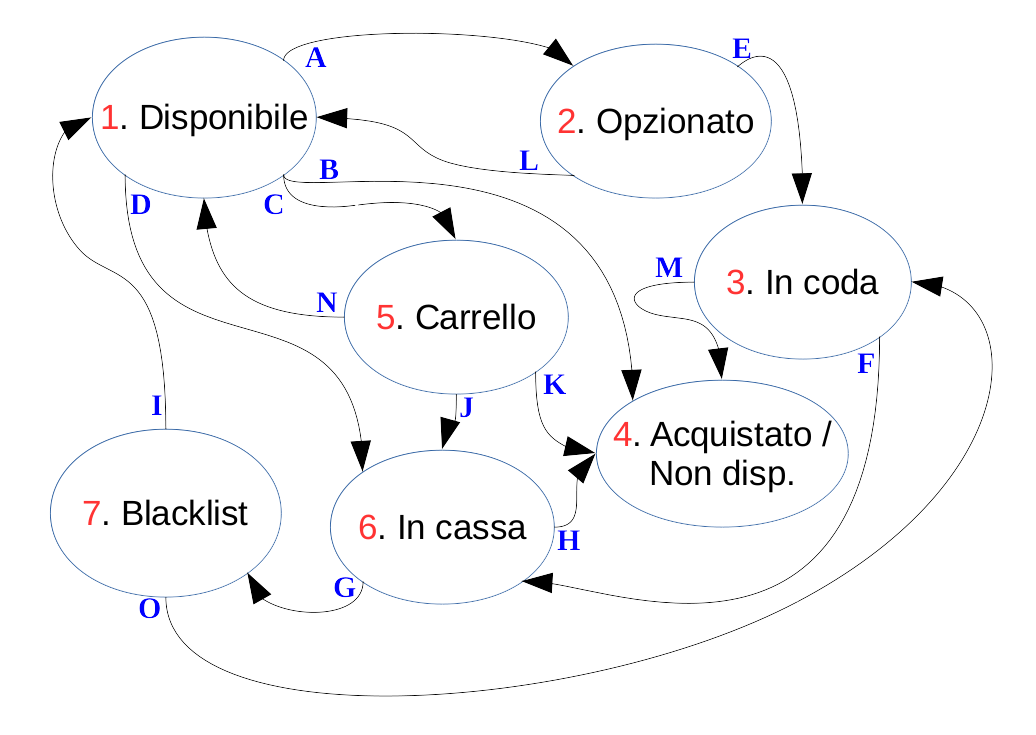 A
E
1. Disponibile
2. Opzionato
B
L
D
C
M
3. In coda
N
5. Carrello
F
K
I
J
4. Acquistato /
Non disp.
7. Blacklist
6. In cassa
H
G
O